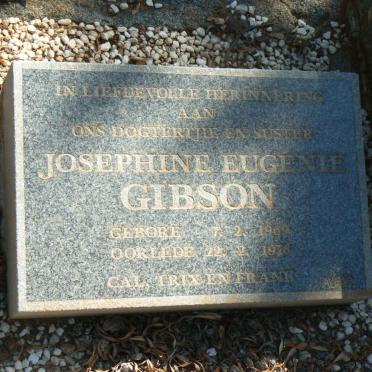 IN LIEFDEVOLLE HERINNERING
AAN
ONS DOGTERTJIE EN SUSTER
JOSEPHINE EUGÉNIE
GIBSON
GEBORE 7. 2. 1969
OORLEDE 22. 2.
CAL, TRIX EN FRANK